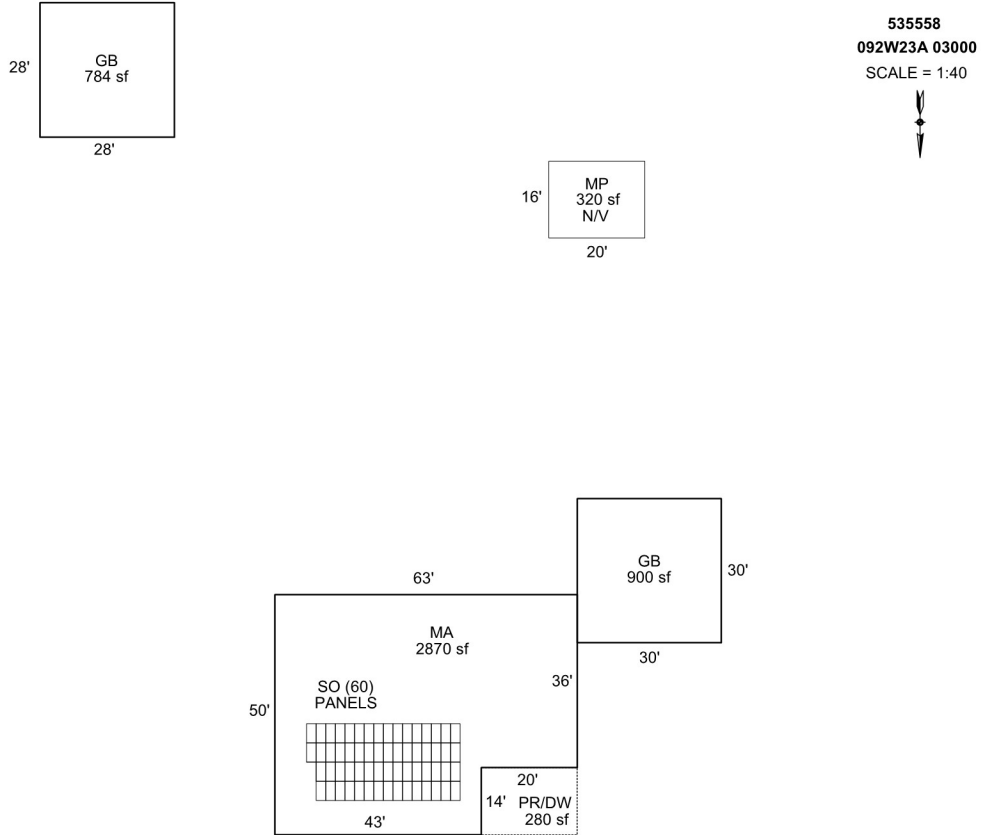 535558
092W23A 03000
SCALE = 1:40
GB
784 sf
28'
28'
MP
320 sf
N/V
16'
20'
GB
900 sf
30'
30'
63'
MA
2870 sf
36'
SO (60)
PANELS
50'
20'
14' PR/DW
280 sf
43'